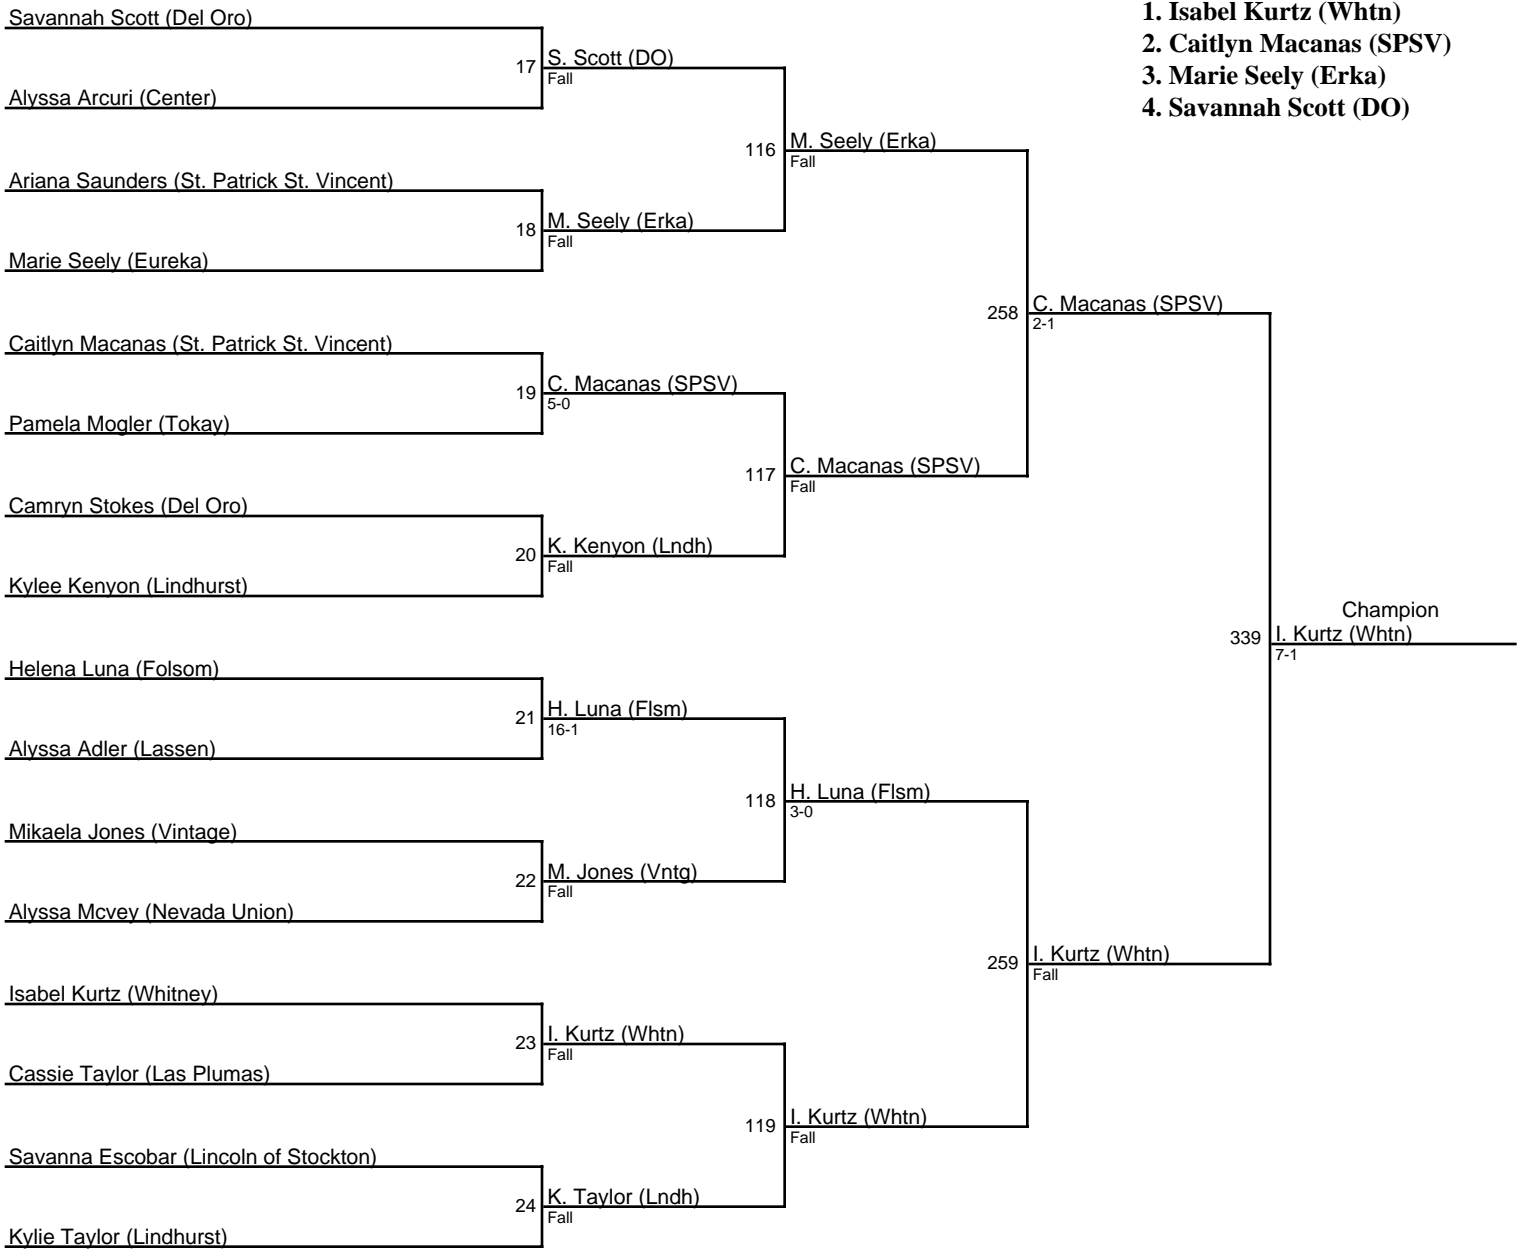 1. Isabel Kurtz (Whtn)
2. Caitlyn Macanas (SPSV)
3. Marie Seely (Erka)
4. Savannah Scott (DO)
Savannah Scott (Del Oro)
17 S. Scott (DO)
Fall
Alyssa Arcuri (Center)
116 M. Seely (Erka)
Fall
Ariana Saunders (St. Patrick St. Vincent)
18 M. Seely (Erka)
Fall
Marie Seely (Eureka)
258 C. Macanas (SPSV)
2-1
Caitlyn Macanas (St. Patrick St. Vincent)
19 C. Macanas (SPSV)
5-0
Pamela Mogler (Tokay)
117 C. Macanas (SPSV)
Fall
Camryn Stokes (Del Oro)
20 K. Kenyon (Lndh)
Fall
Kylee Kenyon (Lindhurst)
Champion
339 I. Kurtz (Whtn)
7-1
Helena Luna (Folsom)
21 H. Luna (Flsm)
16-1
Alyssa Adler (Lassen)
118 H. Luna (Flsm)
3-0
Mikaela Jones (Vintage)
22 M. Jones (Vntg)
Fall
Alyssa Mcvey (Nevada Union)
259 I. Kurtz (Whtn)
Fall
Isabel Kurtz (Whitney)
23 I. Kurtz (Whtn)
Fall
Cassie Taylor (Las Plumas)
119 I. Kurtz (Whtn)
Fall
Savanna Escobar (Lincoln of Stockton)
24 K. Taylor (Lndh)
Fall
Kylie Taylor (Lindhurst)